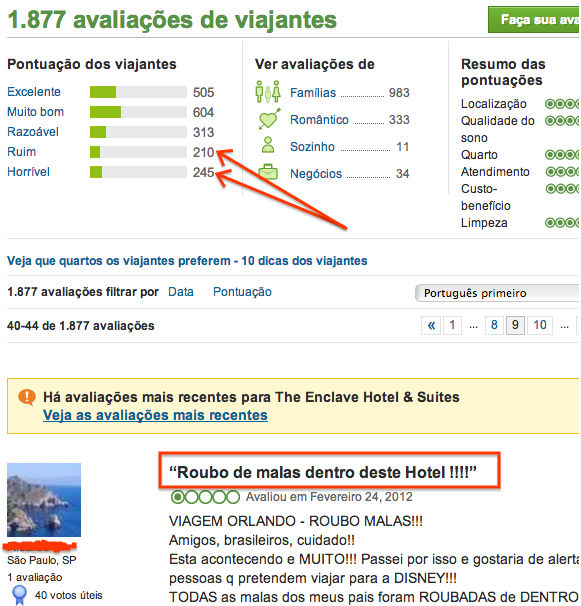 1.877 avaliações de viajantes
Faça sua
Pontuação dos viajantes
Excelente 505
Muito bom 604
Razoável 313
Ruim 210
Horrível 245
Ver avaliações de
Famílias 983
Romântico 333
Sozinho 11
Negócios 34
Resumo das
pontuações
Localização
Qualidade do
sono
Quarto
Atendimento
Custo-
benefício
Limpeza
Veja que quartos os viajantes preferem - 10 dicas dos viajantes
1.877 avaliações filtrar por Data Pontuação
Português primeiro
40-44 de 1.877 avaliações
« 1 ... 8 9 10 ...
Há avaliações mais recentes para The Enclave Hotel & Suites
Veja as avaliações mais recentes
“Roubo de malas dentro deste Hotel !!!!”
Avaliou em Fevereiro 24, 2012
São Paulo, SP
1 avaliação
40 votos úteis
VIAGEM ORLANDO - ROUBO MALAS!!!
Amigos, brasileiros, cuidado!!
Esta acontecendo e MUITO!!! Passei por isso e gostaria de alerta
pessoas q pretendem viajar para a DISNEY!!!
TODAS as malas dos meus pais foram ROUBADAS de DENTRO